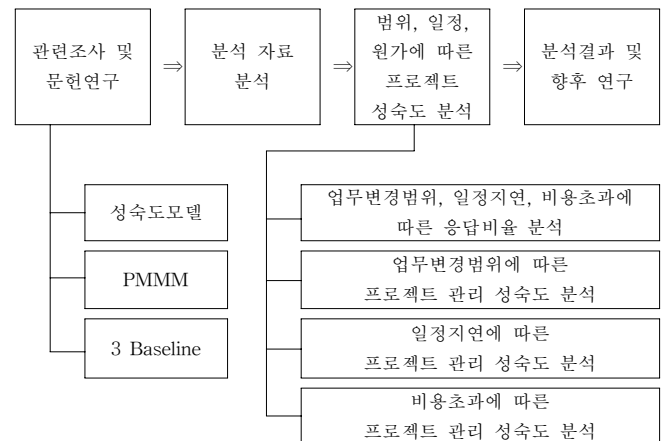 관련조사 및
문헌연구
⇒
분석 자료
분석
⇒
범위, 일정,
원가에 따른
프로젝트
성숙도 분석
⇒
분석결과 및
향후 연구
성숙도모델
PMMM
3 Baseline
업무변경범위, 일정지연, 비용초과에
따른 응답비율 분석
업무변경범위에 따른
프로젝트 관리 성숙도 분석
일정지연에 따른
프로젝트 관리 성숙도 분석
비용초과에 따른
프로젝트 관리 성숙도 분석